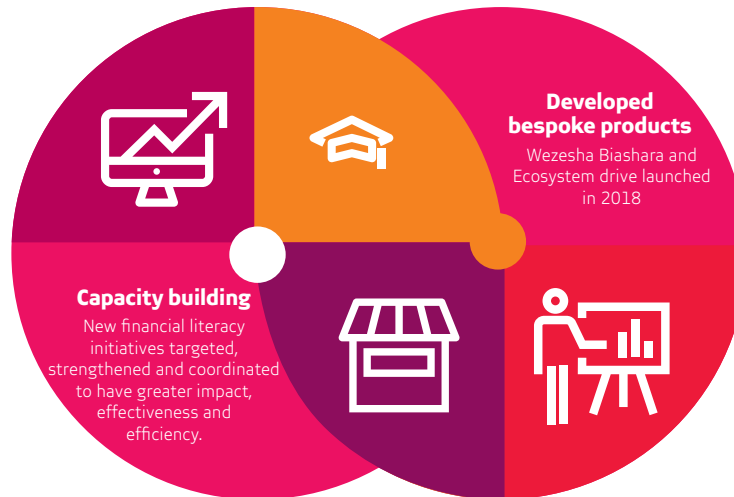 Developed
bespoke products
Wezesha Biashara and
Ecosystem drive launched
in 2018
Capacity building
New financial literacy
initiatives targeted,
strengthened and coordinated
to have greater impact,
effectiveness and
efficiency.